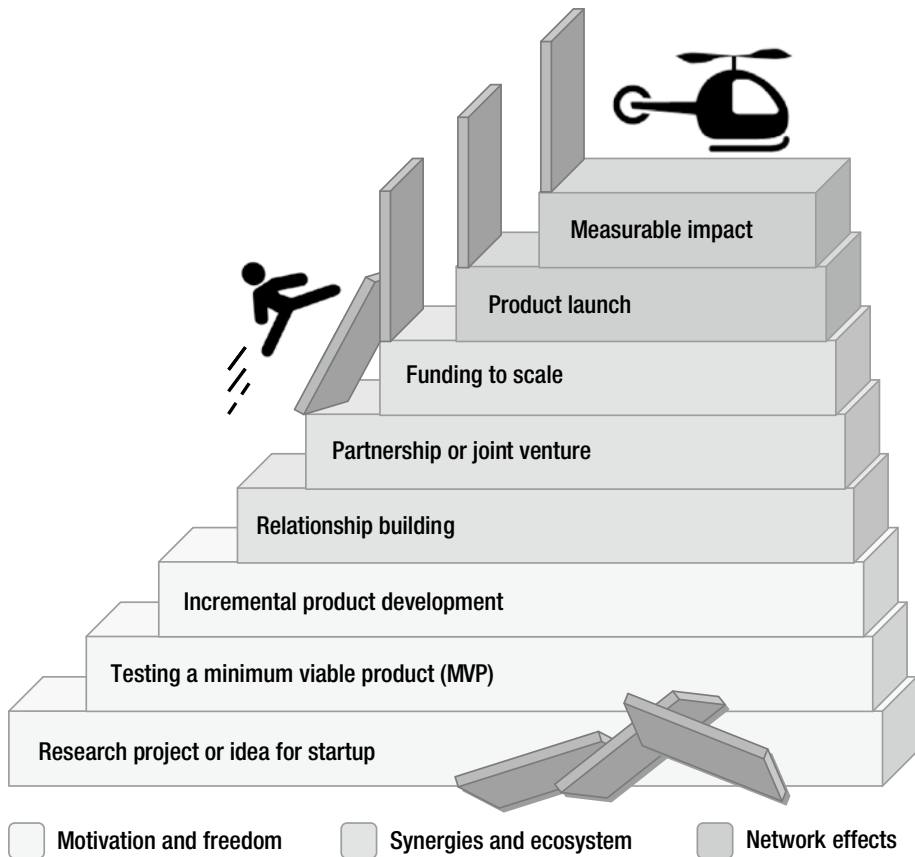 Measurable impact
Product launch
Funding to scale
Partnership or joint venture
Relationship building
Incremental product development
Testing a minimum viable product (MVP)
Research project or idea for startup
Motivation and freedom
Synergies and ecosystem
Network effects